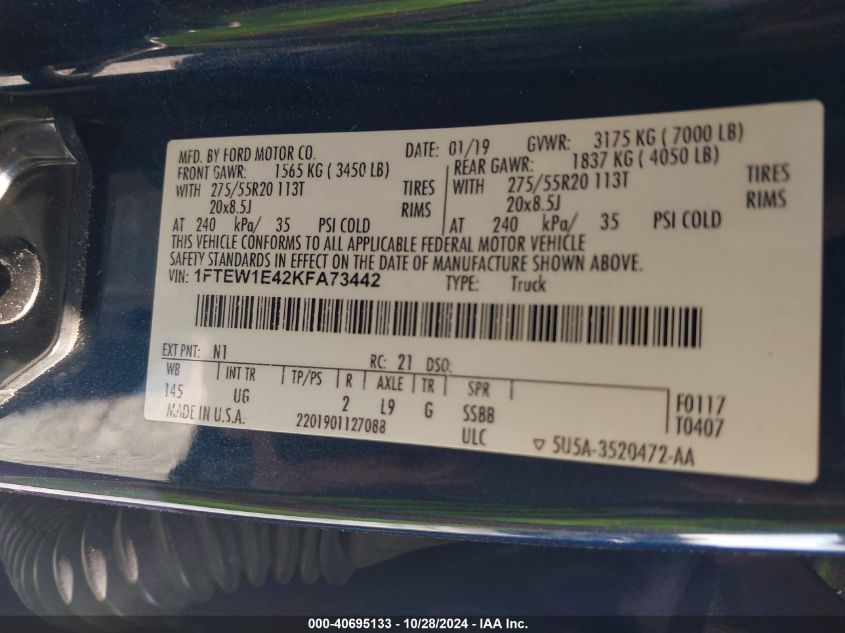 MFD. BY FORD MOTOR CO. DATE: 01/19 GVWR: 3175 KG ( 7000 LB)
FRONT GAWR: 1565 KG ( 3450 LB) REAR GAWR: 1837 KG ( 4050 LB)
WITH 275/55R20 113T TIRES WITH 275/55R20 113T TIRES
20x8.5J RIMS 20x8.5J RIMS
AT 240 kPa/ 35 PSI COLD AT 240 kPa/ 35 PSI COLD
THIS VEHICLE CONFORMS TO ALL APPLICABLE FEDERAL MOTOR VEHICLE
SAFETY STANDARDS IN EFFECT ON THE DATE OF MANUFACTURE SHOWN ABOVE.
VIN: 1FTEW1E42KFA73442 TYPE: Truck
EXT PNT: N1 RC: 21 DSO:
WB INT TR TP/PS R AXLE TR SPR
145 UG 2 L9 G SSBB F0117
MADE IN U.S.A. 2201901127088 ULC T0407
▽ 5U5A-3520472-AA
000-40695133 - 10/28/2024 - IAA Inc.